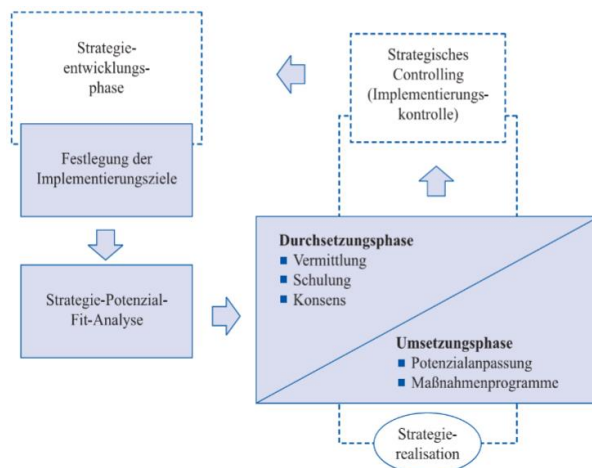 Strategie-
entwicklungs-
phase
Festlegung der
Implementierungsziele
Strategie-Potenzial-
Fit-Analyse
Strategisches
Controlling
(Implementierungs-
kontrolle)
Durchsetzungsphase
Vermittlung
Schulung
Konsens
Umsetzungsphase
Potenzialanpassung
Maßnahmenprogramme
Strategie-
realisation